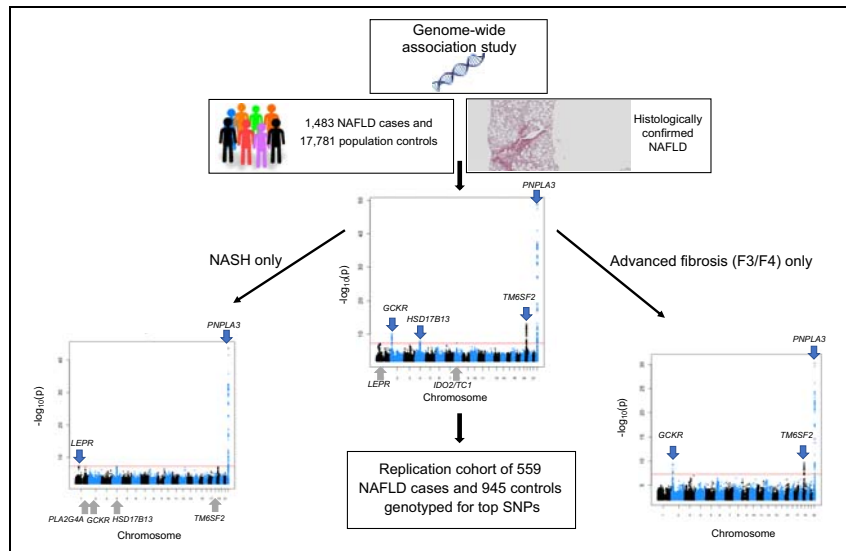 Genome-wide
association study
1,483 NAFLD cases and
17,781 population controls
Histologically
confirmed
NAFLD
PNPLA3
NASH only
Advanced fibrosis (F3/F4) only
-log10(p)
GCKR
HSD17B13
TM6SF2
LEPR
IDO2/TC1
Chromosome
PNPLA3
-log10(p)
LEPR
PLA2G4A
GCKR
HSD17B13
TM6SF2
Chromosome
Replication cohort of 559
NAFLD cases and 945 controls
genotyped for top SNPs
PNPLA3
-log10(p)
GCKR
TM6SF2
Chromosome